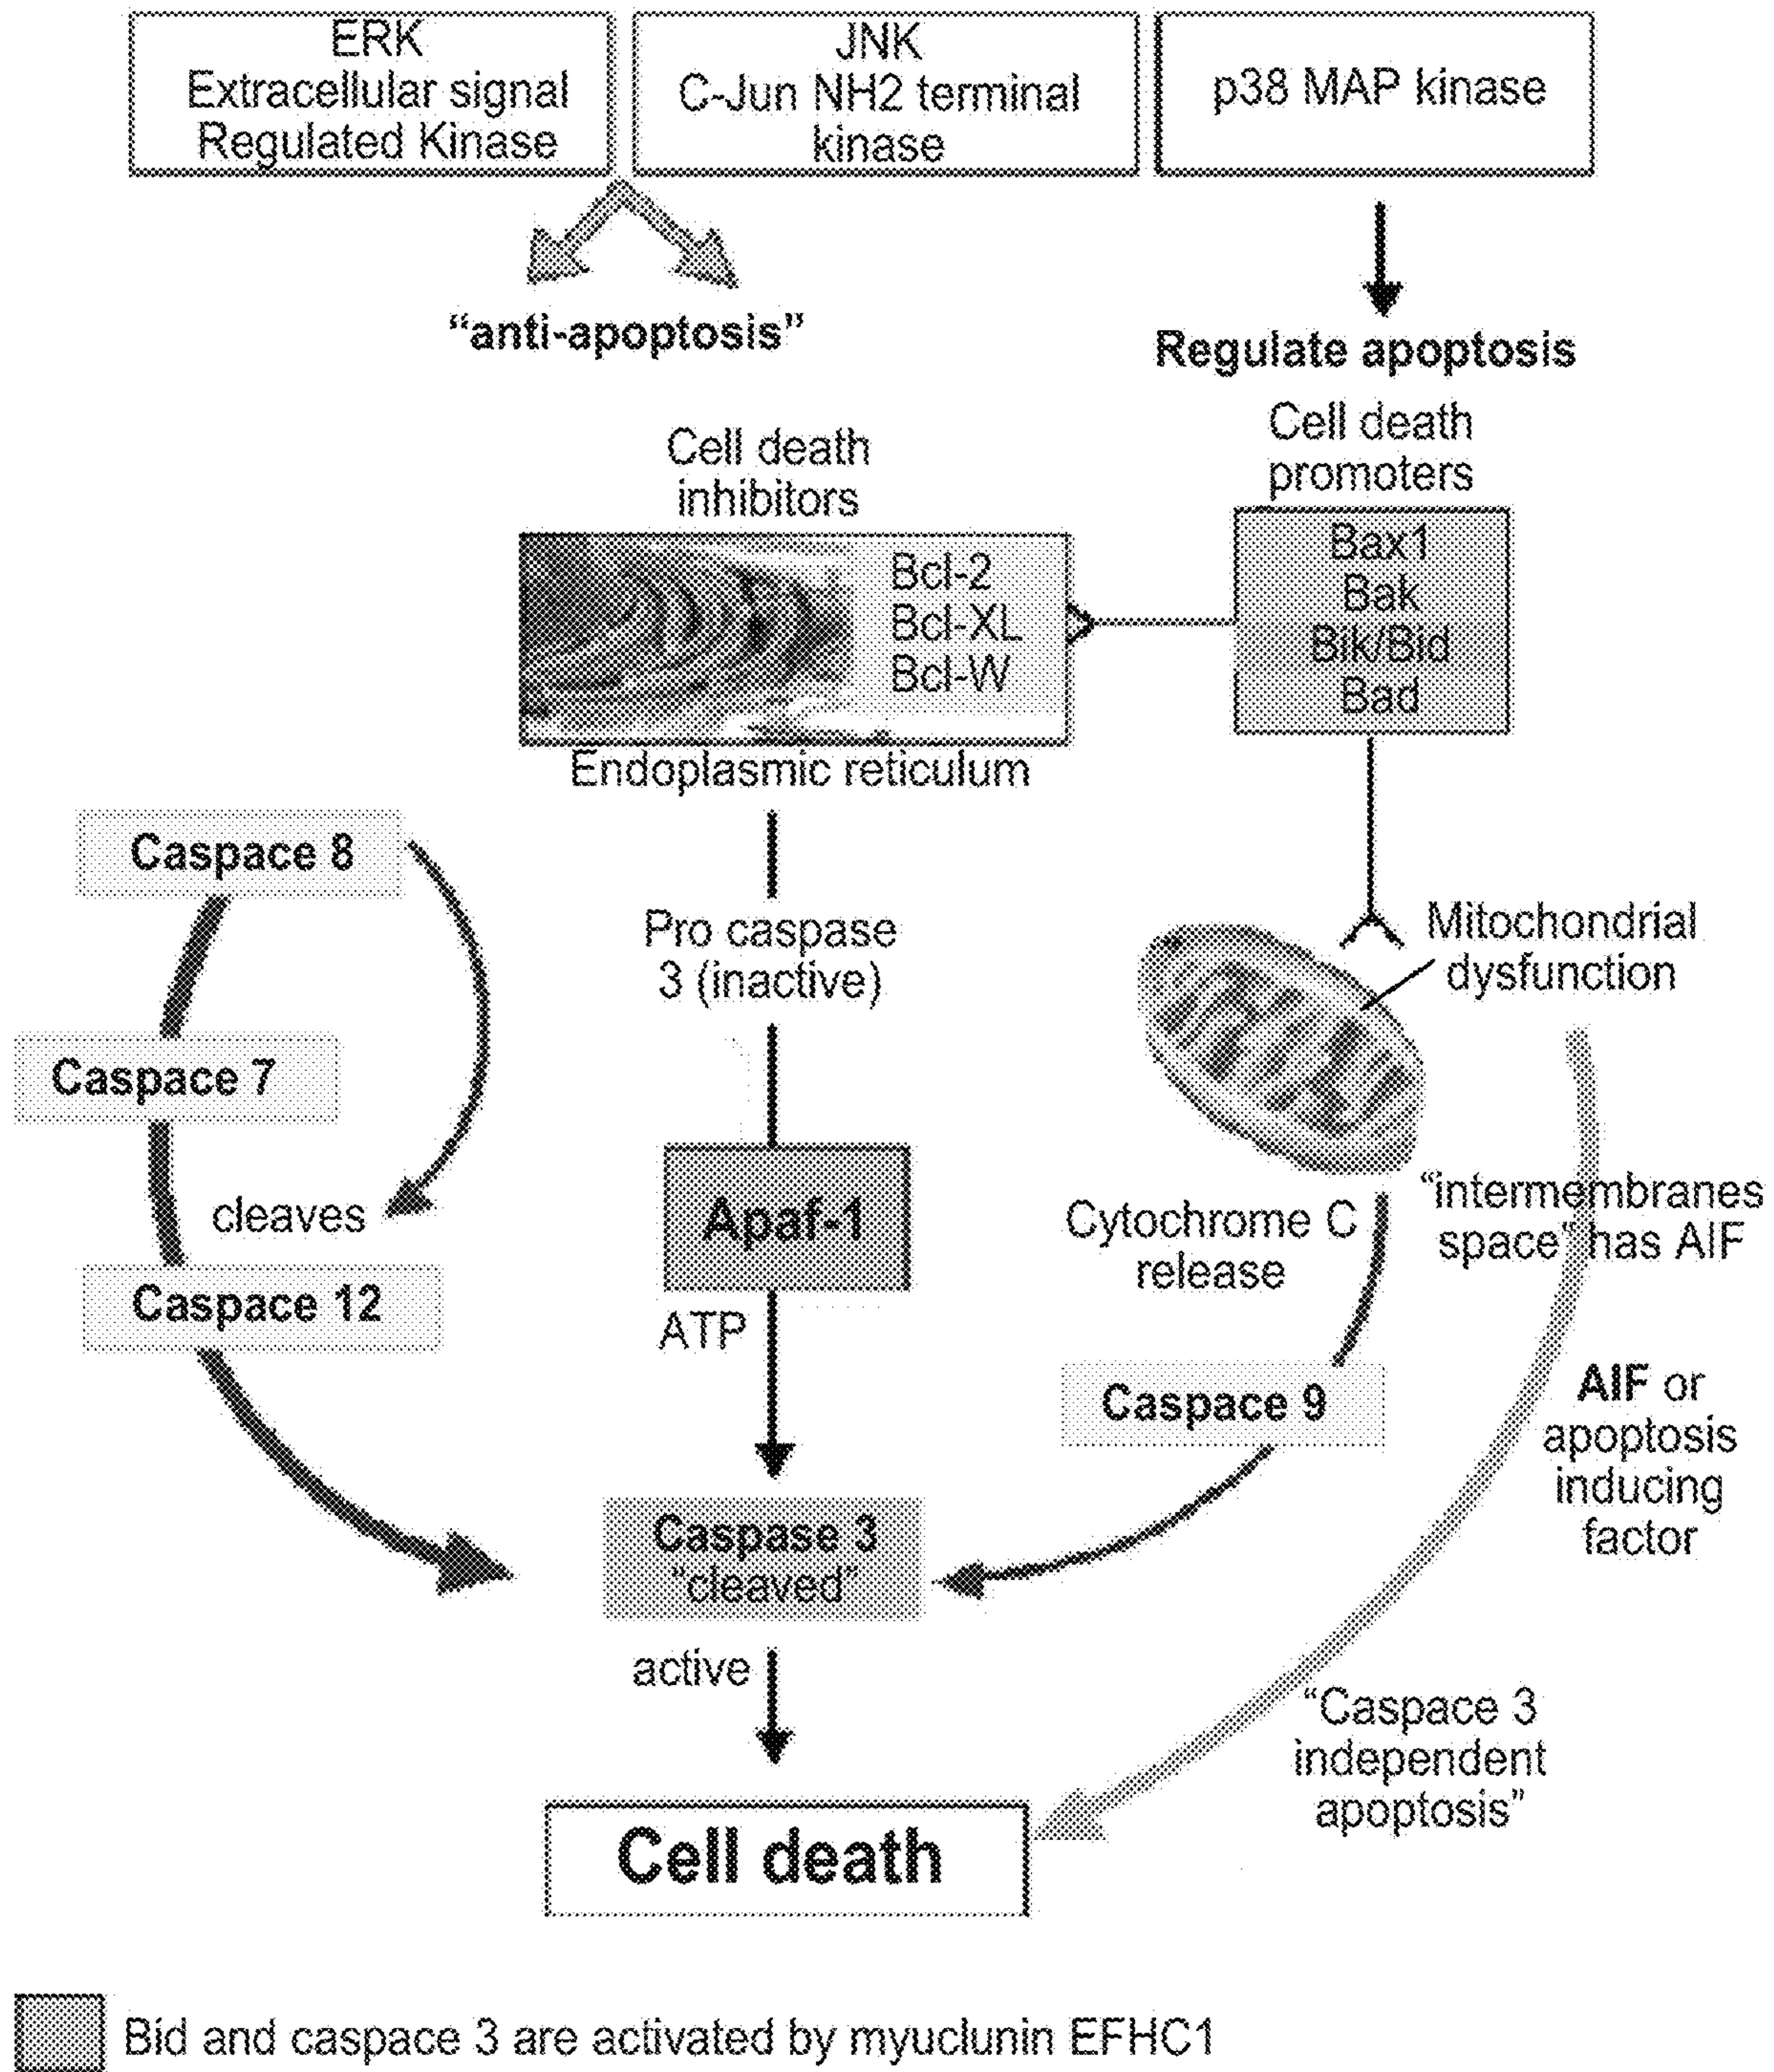 ERK
Extracellular signal
Regulated Kinase
JNK
C-Jun NH2 terminal
kinase
p38 MAP kinase
“anti-apoptosis”
Regulate apoptosis
Cell death
inhibitors
Cell death
promoters
Bcl-2
Bcl-XL
Bcl-W
Bax1
Bak
Bik/Bid
Bad
Endoplasmic reticulum
Caspace 8
Pro caspase
3 (inactive)
Mitochondrial
dysfunction
Caspace 7
cleaves
Apaf-1
Cytochrome C
release
“intermembranes
space” has AIF
Caspace 12
ATP
Caspace 9
AIF or
apoptosis
inducing
factor
Caspase 3
“cleaved”
active
“Caspace 3
independent
apoptosis”
Cell death
Bid and caspace 3 are activated by myuclunin EFHC1